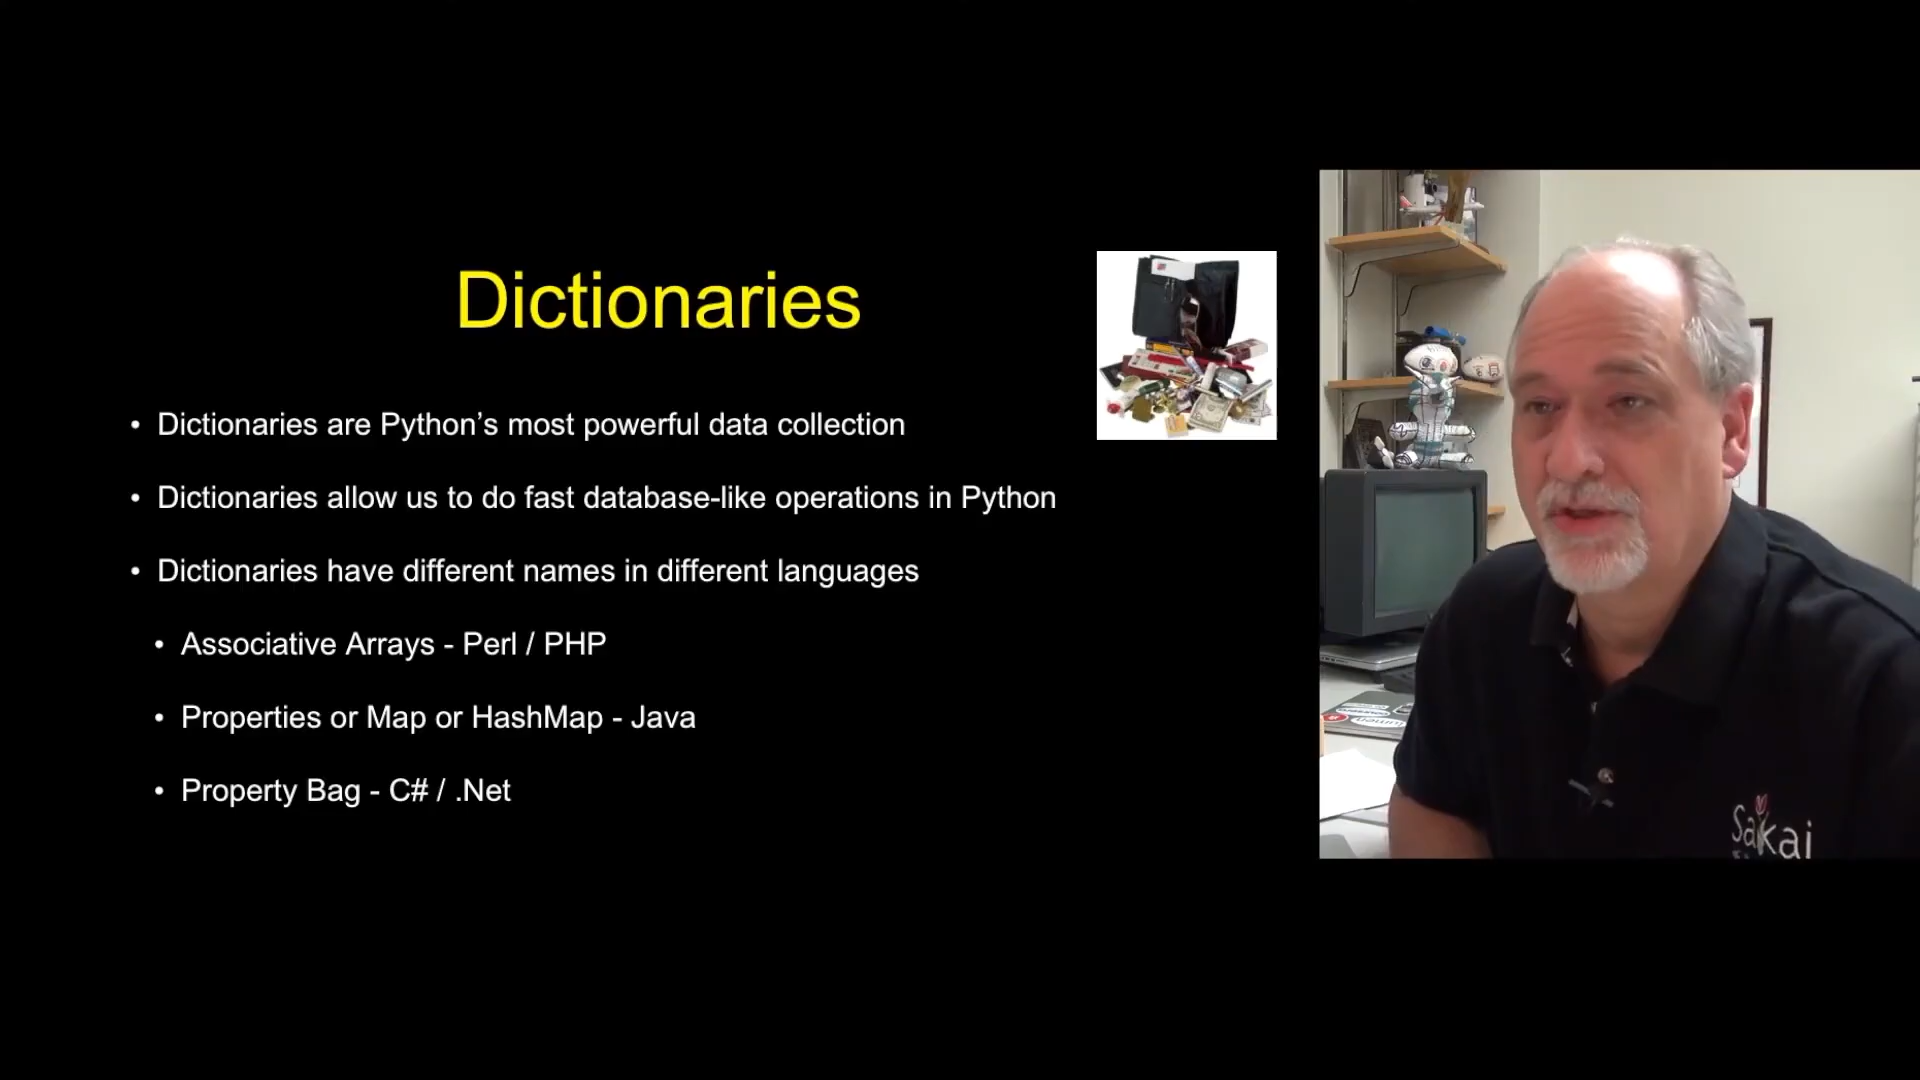 Dictionaries
• Dictionaries are Python’s most powerful data collection
• Dictionaries allow us to do fast database-like operations in Python
• Dictionaries have different names in different languages
• Associative Arrays - Perl / PHP
• Properties or Map or HashMap - Java
• Property Bag - C# / .Net
Sakai